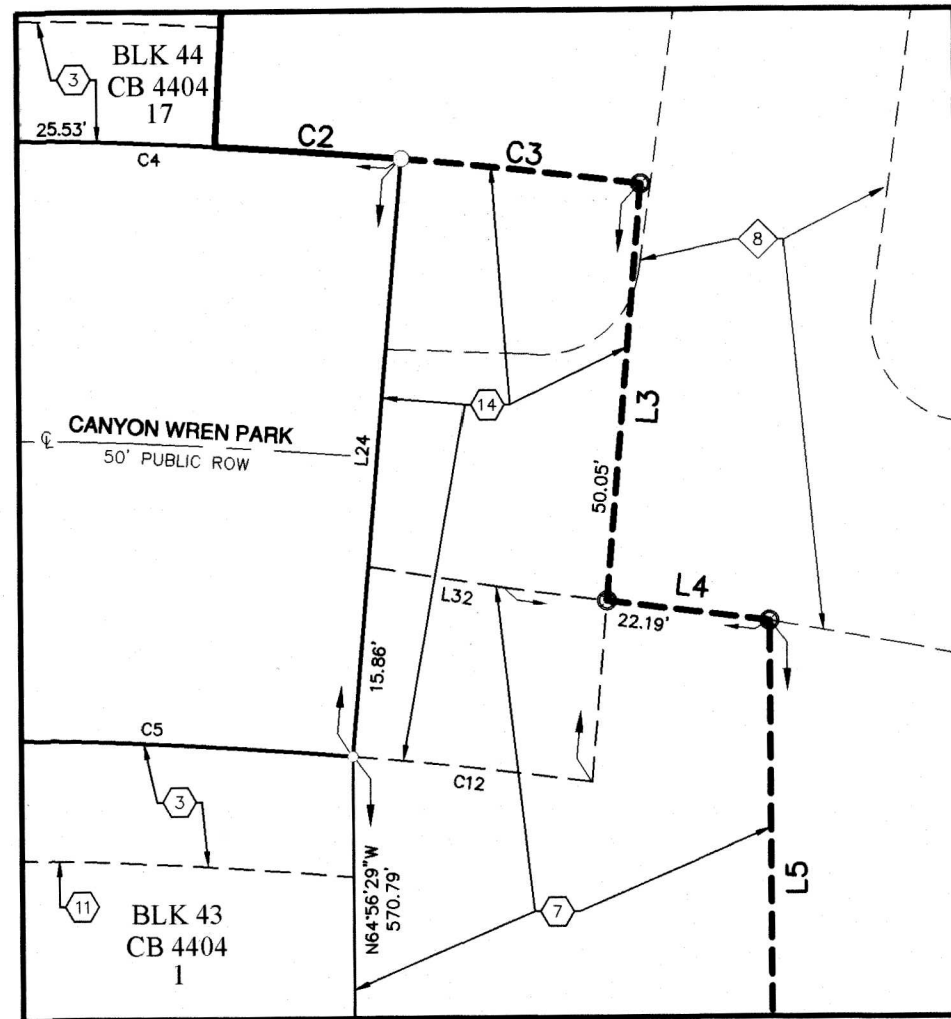 BLK 44
CB 4404
17
3
25.53'
C4
C2
C3
8
14
L3
50.05'
CANYON WREN PARK
℄
50' PUBLIC ROW
L24
L32
L4
22.19'
15.86'
C5
C12
3
N64°56'29"W
570.79'
7
L5
11
BLK 43
CB 4404
1